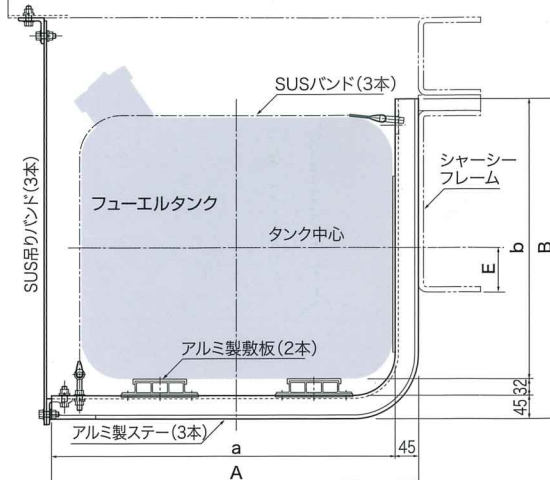 SUSバンド(3本)
シャーシー
フレーム
SUS吊りバンド(3本)
フューエルタンク
タンク中心
E
b
B
アルミ製敷板(2本)
32
45
アルミ製ステー(3本)
a
45
A